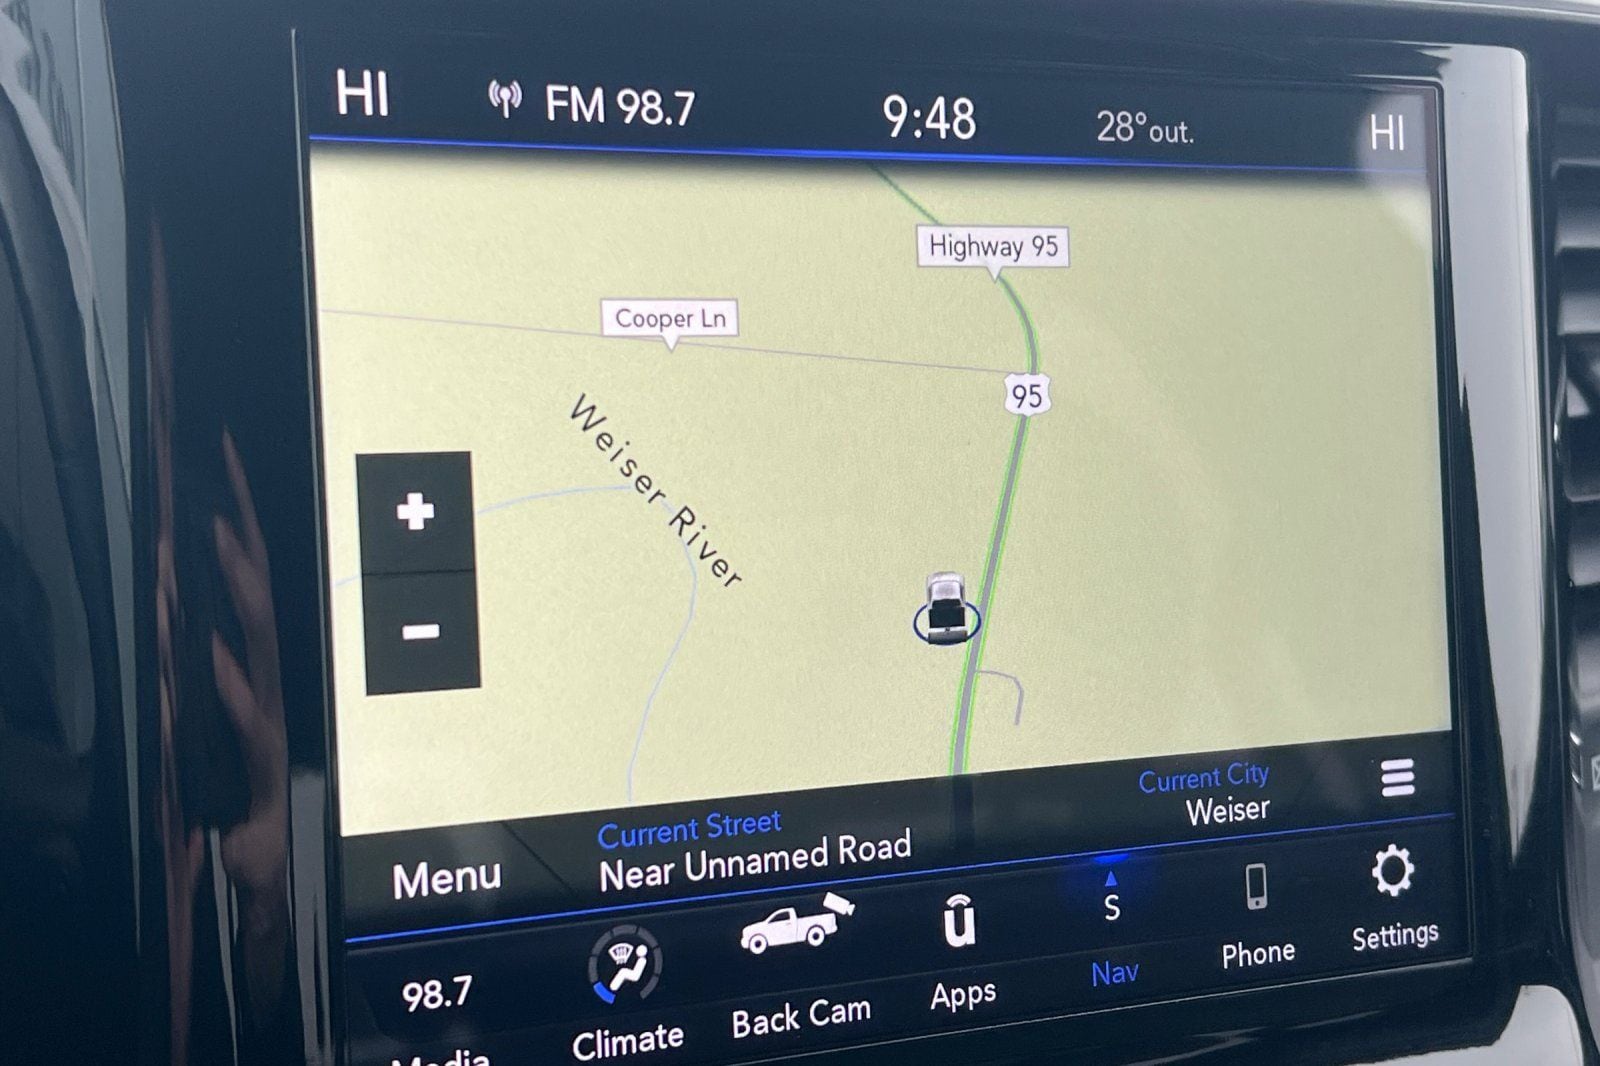 HI
FM 98.7
9:48
28° out.
HI
Highway 95
Cooper Ln
95
Weiser River
+
-
Current Street
Near Unnamed Road
Current City
Weiser
Menu
98.7
Media
Climate
Back Cam
u
Apps
S
Nav
Phone
Settings